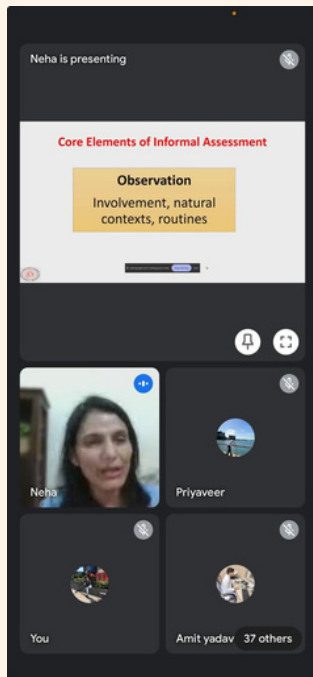 Neha is presenting
Core Elements of Informal Assessment
Observation
Involvement, natural
contexts, routines
Neha
Priyaveer
You
Amit yadav
37 others